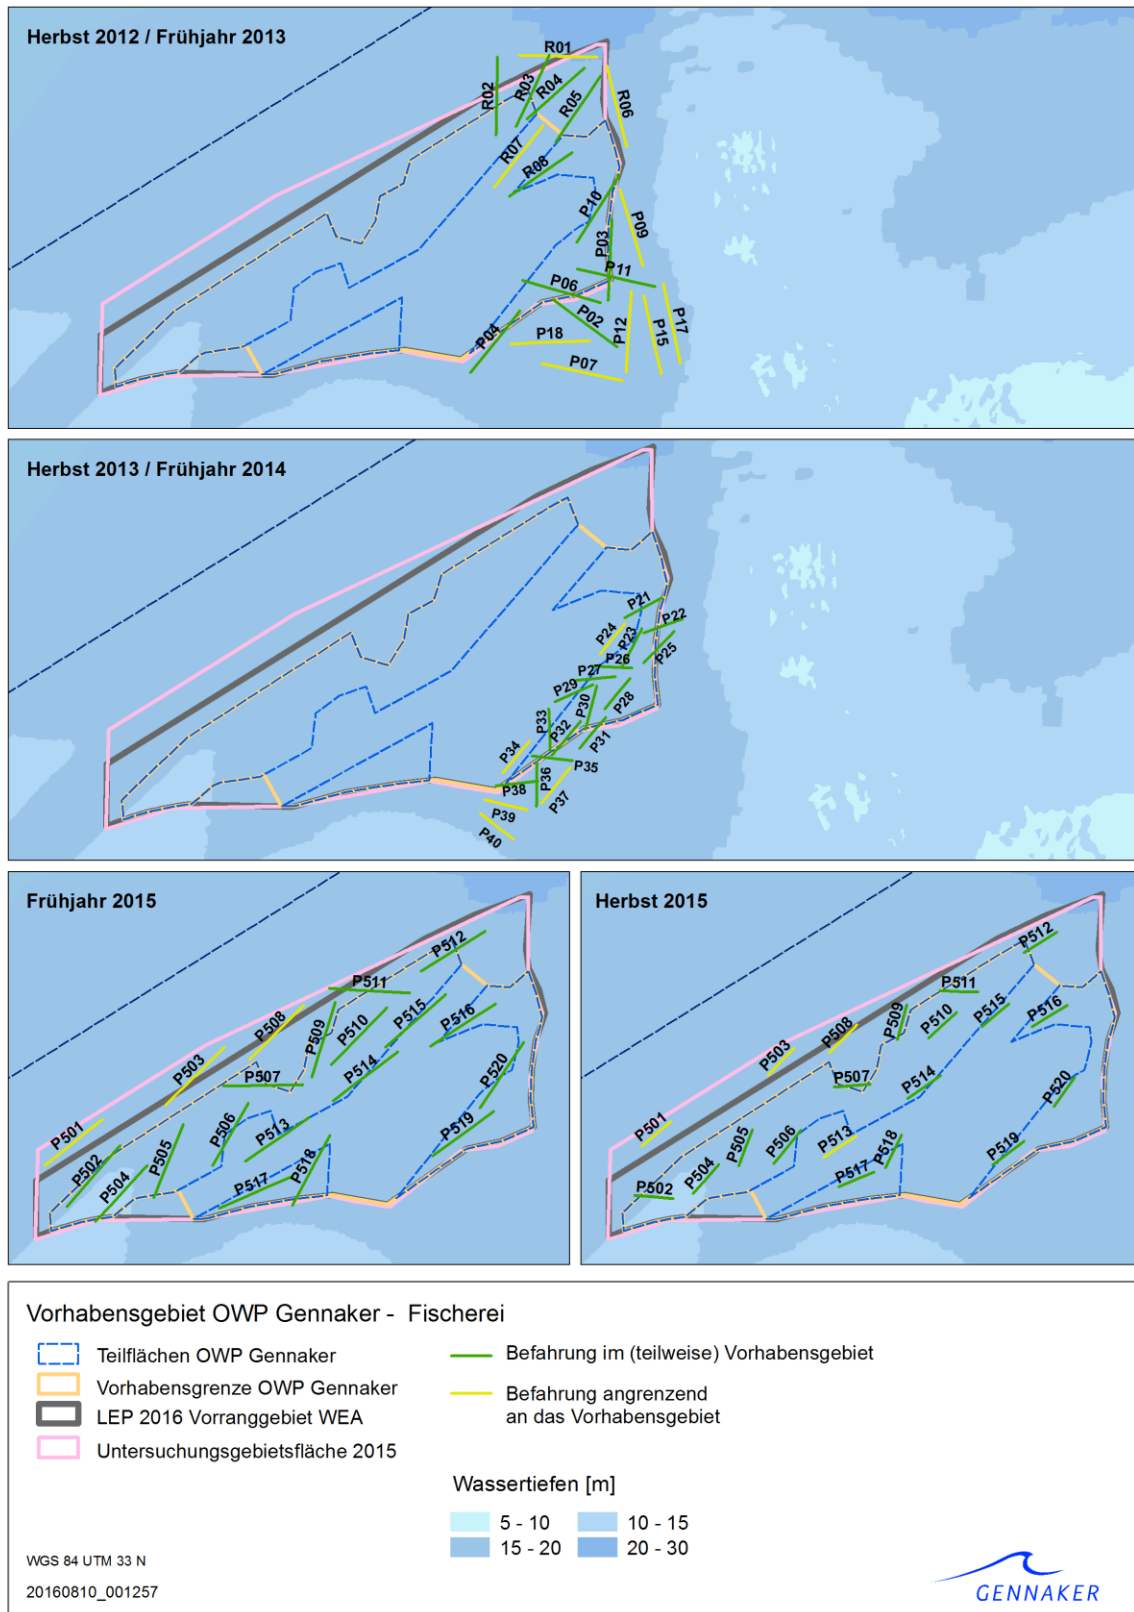 Herbst 2012 / Frühjahr 2013
R01
R02
R03
R04
R05
R06
R07
R08
P10
P09
P03
P11
P06
P02
P12
P15
P17
P04
P18
P07
Herbst 2013 / Frühjahr 2014
P21
P22
P24
P23
P25
P26
P27
P29
P30
P28
P33
P32
P31
P34
P35
P36
P38
P37
P39
P40
Frühjahr 2015
P512
P511
P515
P516
P508
P509
P510
P503
P507
P514
P520
P501
P506
P513
P519
P502
P505
P504
P517
P518
Herbst 2015
P512
P511
P515
P516
P509
P510
P508
P503
P507
P514
P520
P501
P505
P506
P513
P518
P519
P504
P502
P517
Vorhabensgebiet OWP Gennaker - Fischerei
Teilflächen OWP Gennaker
Vorhabensgrenze OWP Gennaker
LEP 2016 Vorranggebiet WEA
Untersuchungsgebietsfläche 2015
Befahrung im (teilweise) Vorhabensgebiet
Befahrung angrenzend
an das Vorhabensgebiet
Wassertiefen [m]
5 - 10
10 - 15
15 - 20
20 - 30
WGS 84 UTM 33 N
20160810_001257
GENNAKER